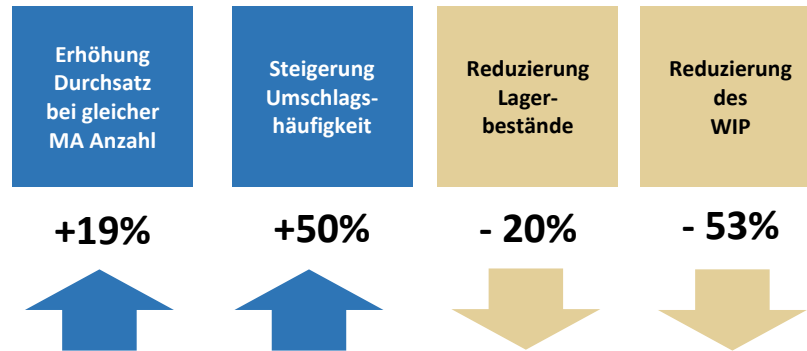 Erhöhung
Durchsatz
bei gleicher
MA Anzahl
Steigerung
Umschlags-
häufigkeit
Reduzierung
Lager-
bestände
Reduzierung
des
WIP
+19%
+50%
- 20%
- 53%